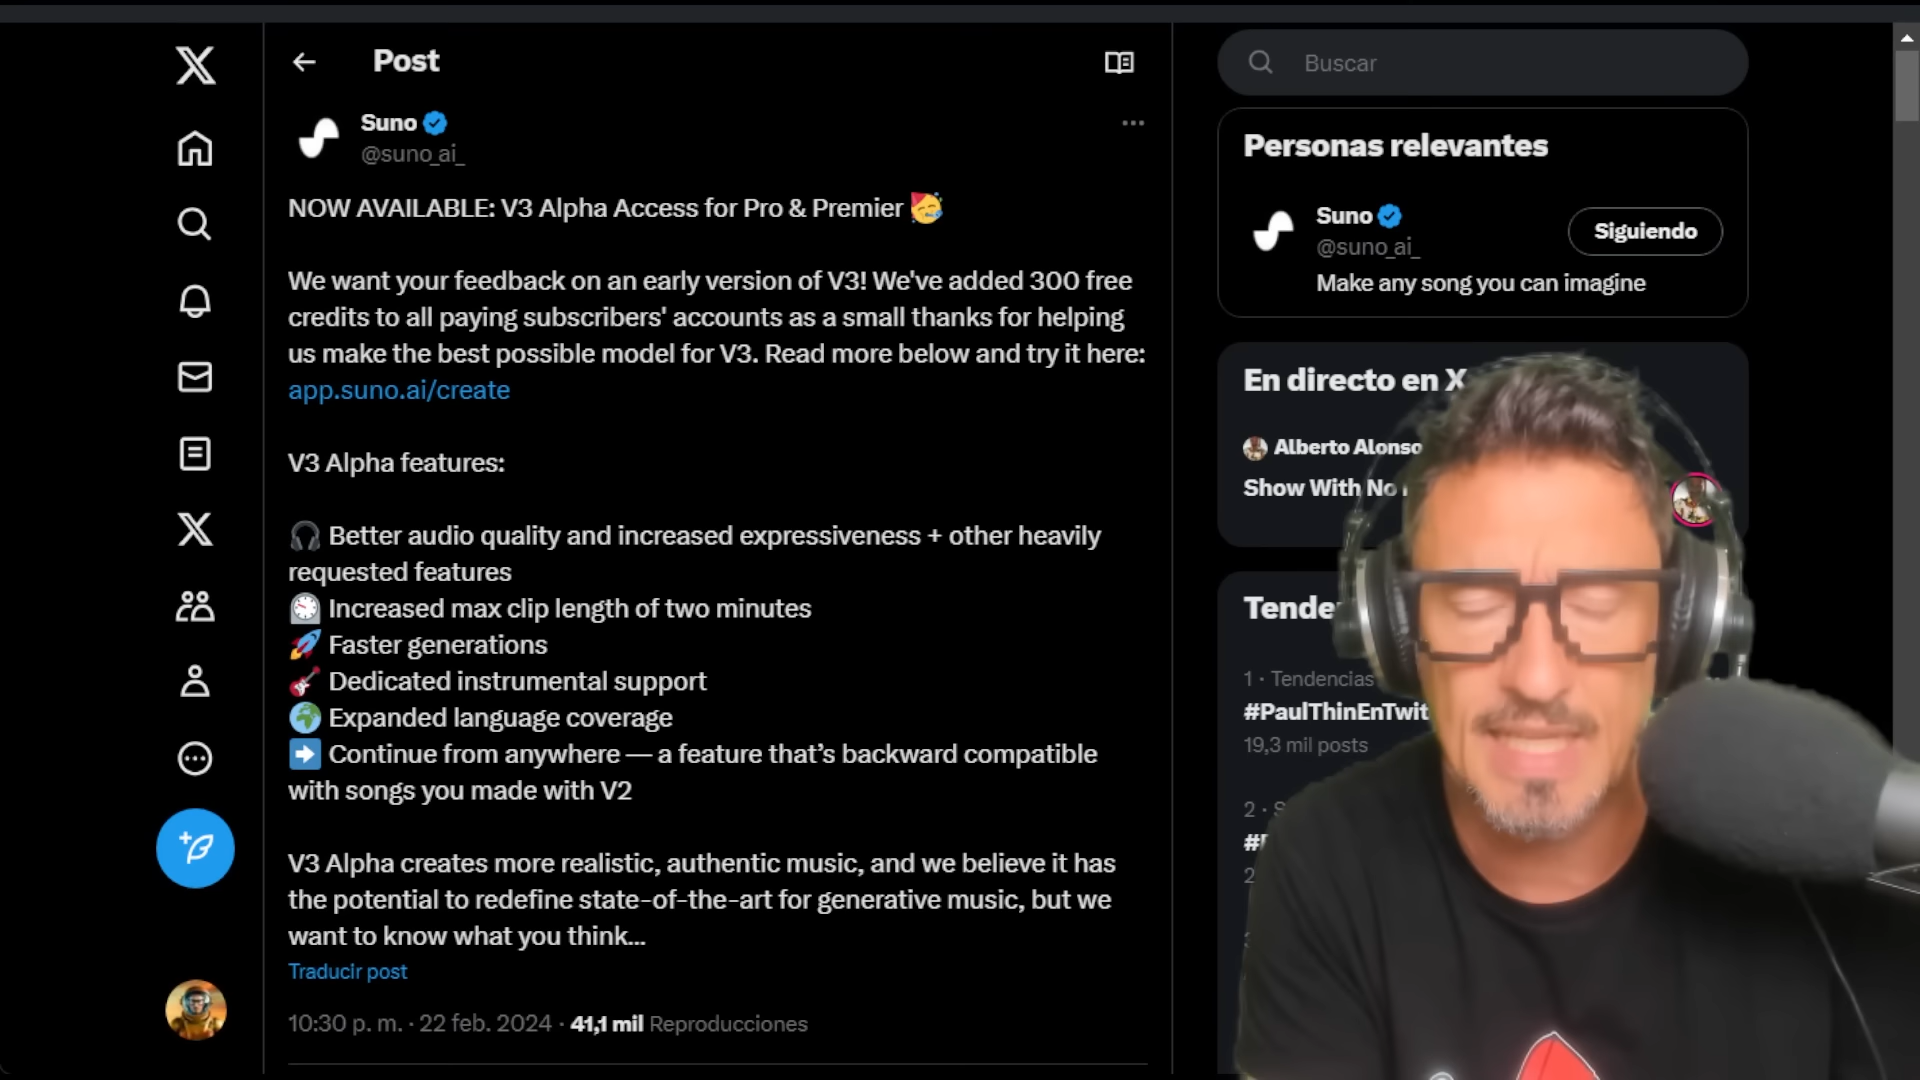 Post
Suno
@suno_ai_
NOW AVAILABLE: V3 Alpha Access for Pro & Premier 🥳
We want your feedback on an early version of V3! We've added 300 free
credits to all paying subscribers' accounts as a small thanks for helping
us make the best possible model for V3. Read more below and try it here:
app.suno.ai/create
V3 Alpha features:
🎧 Better audio quality and increased expressiveness + other heavily
requested features
⏲️ Increased max clip length of two minutes
🚀 Faster generations
🎸 Dedicated instrumental support
🌍 Expanded language coverage
➡️ Continue from anywhere — a feature that’s backward compatible
with songs you made with V2
V3 Alpha creates more realistic, authentic music, and we believe it has
the potential to redefine state-of-the-art for generative music, but we
want to know what you think...
Traducir post
10:30 p. m. · 22 feb. 2024 · 41,1 mil Reproducciones
Buscar
Personas relevantes
Suno
@suno_ai_
Siguiendo
Make any song you can imagine
En directo en X
Alberto Alonso
Show With No
1 · Tendencias
#PaulThinEnTwit
19,3 mil posts
2 ·